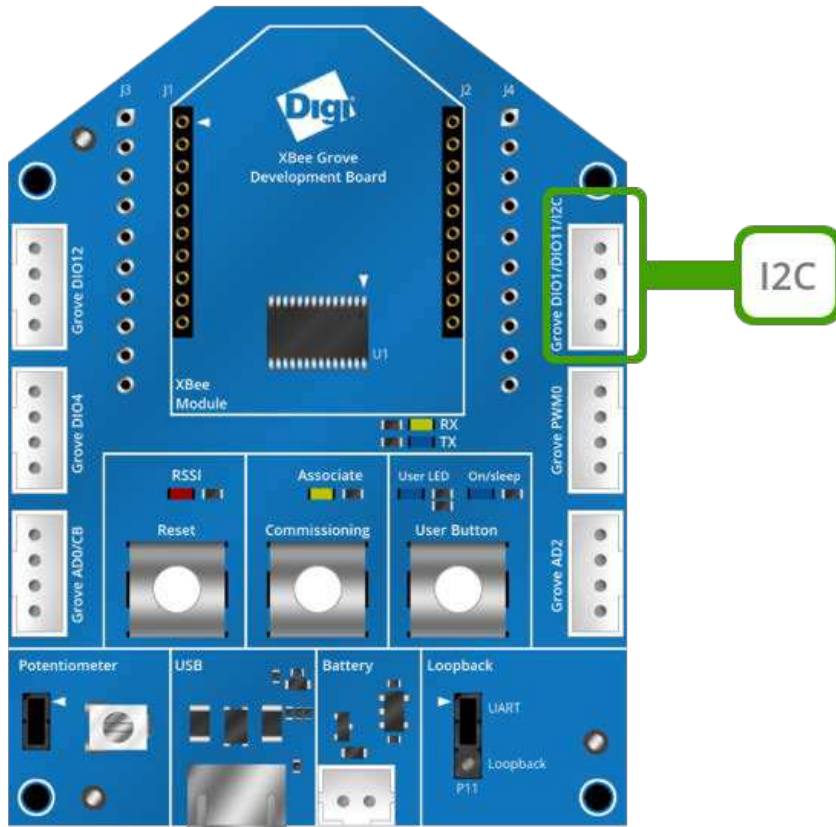 J3
J1
J2
J4
Digi
XBee Grove
Development Board
Grove DIO12
Grove DIO1/DIO11/I2C
I2C
U1
XBee
Module
Grove DIO4
Grove PWM0
RX
TX
RSSI
Associate
User LED
On/sleep
Reset
Commissioning
User Button
Grove AD0/CB
Grove AD2
Potentiometer
USB
Battery
Loopback
UART
Loopback
P11